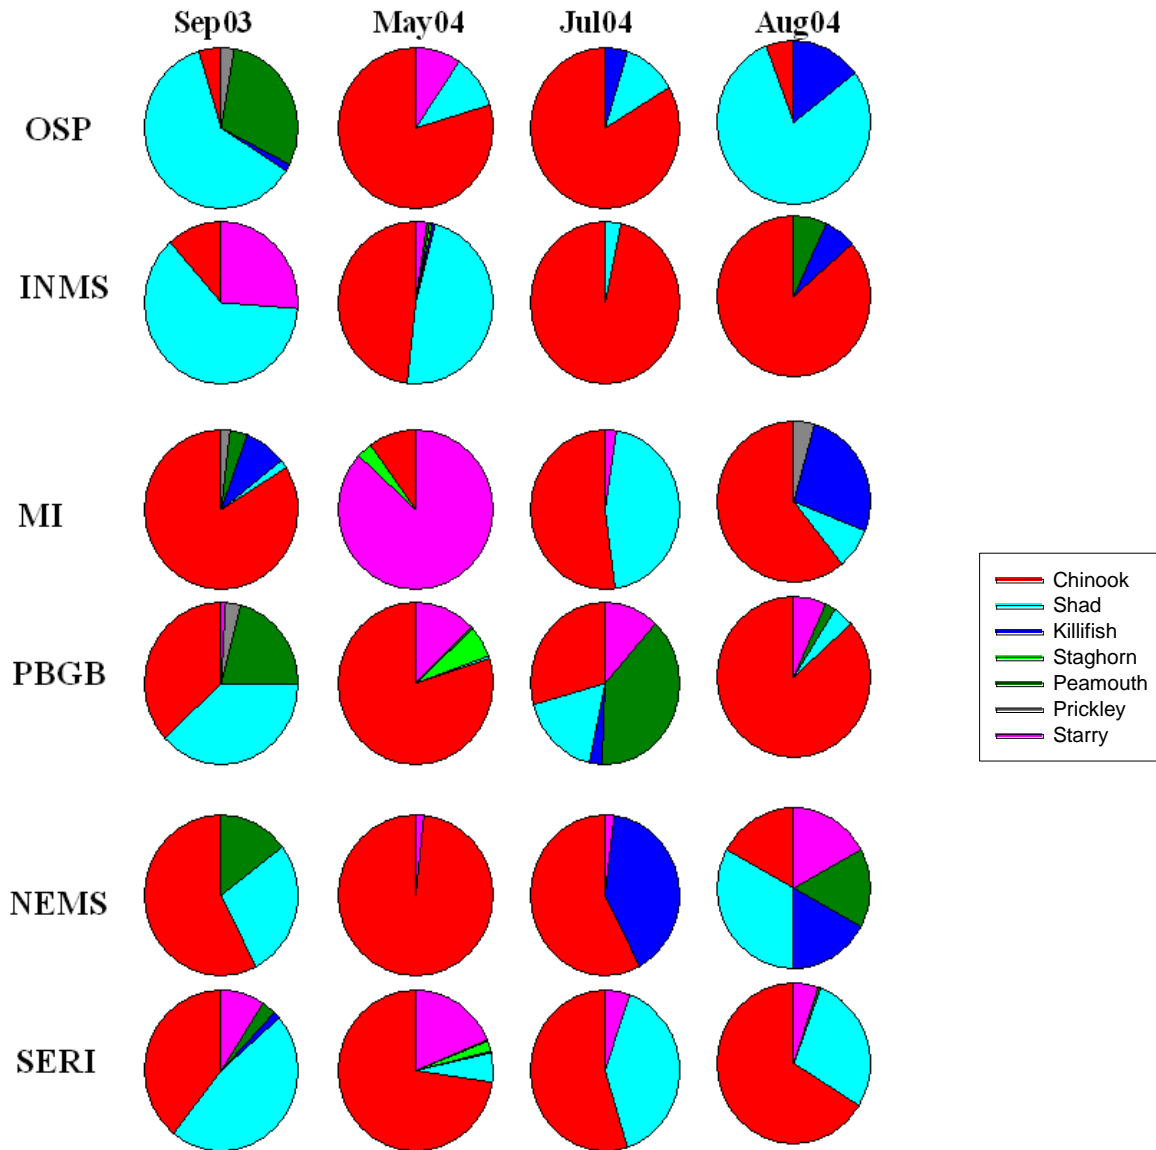 Sep03 May04 Jul04 Aug04
OSP
INMS
MI
PBGB
NEMS
SERI
Chinook
Shad
Killifish
Staghorn
Peamouth
Prickley
Starry